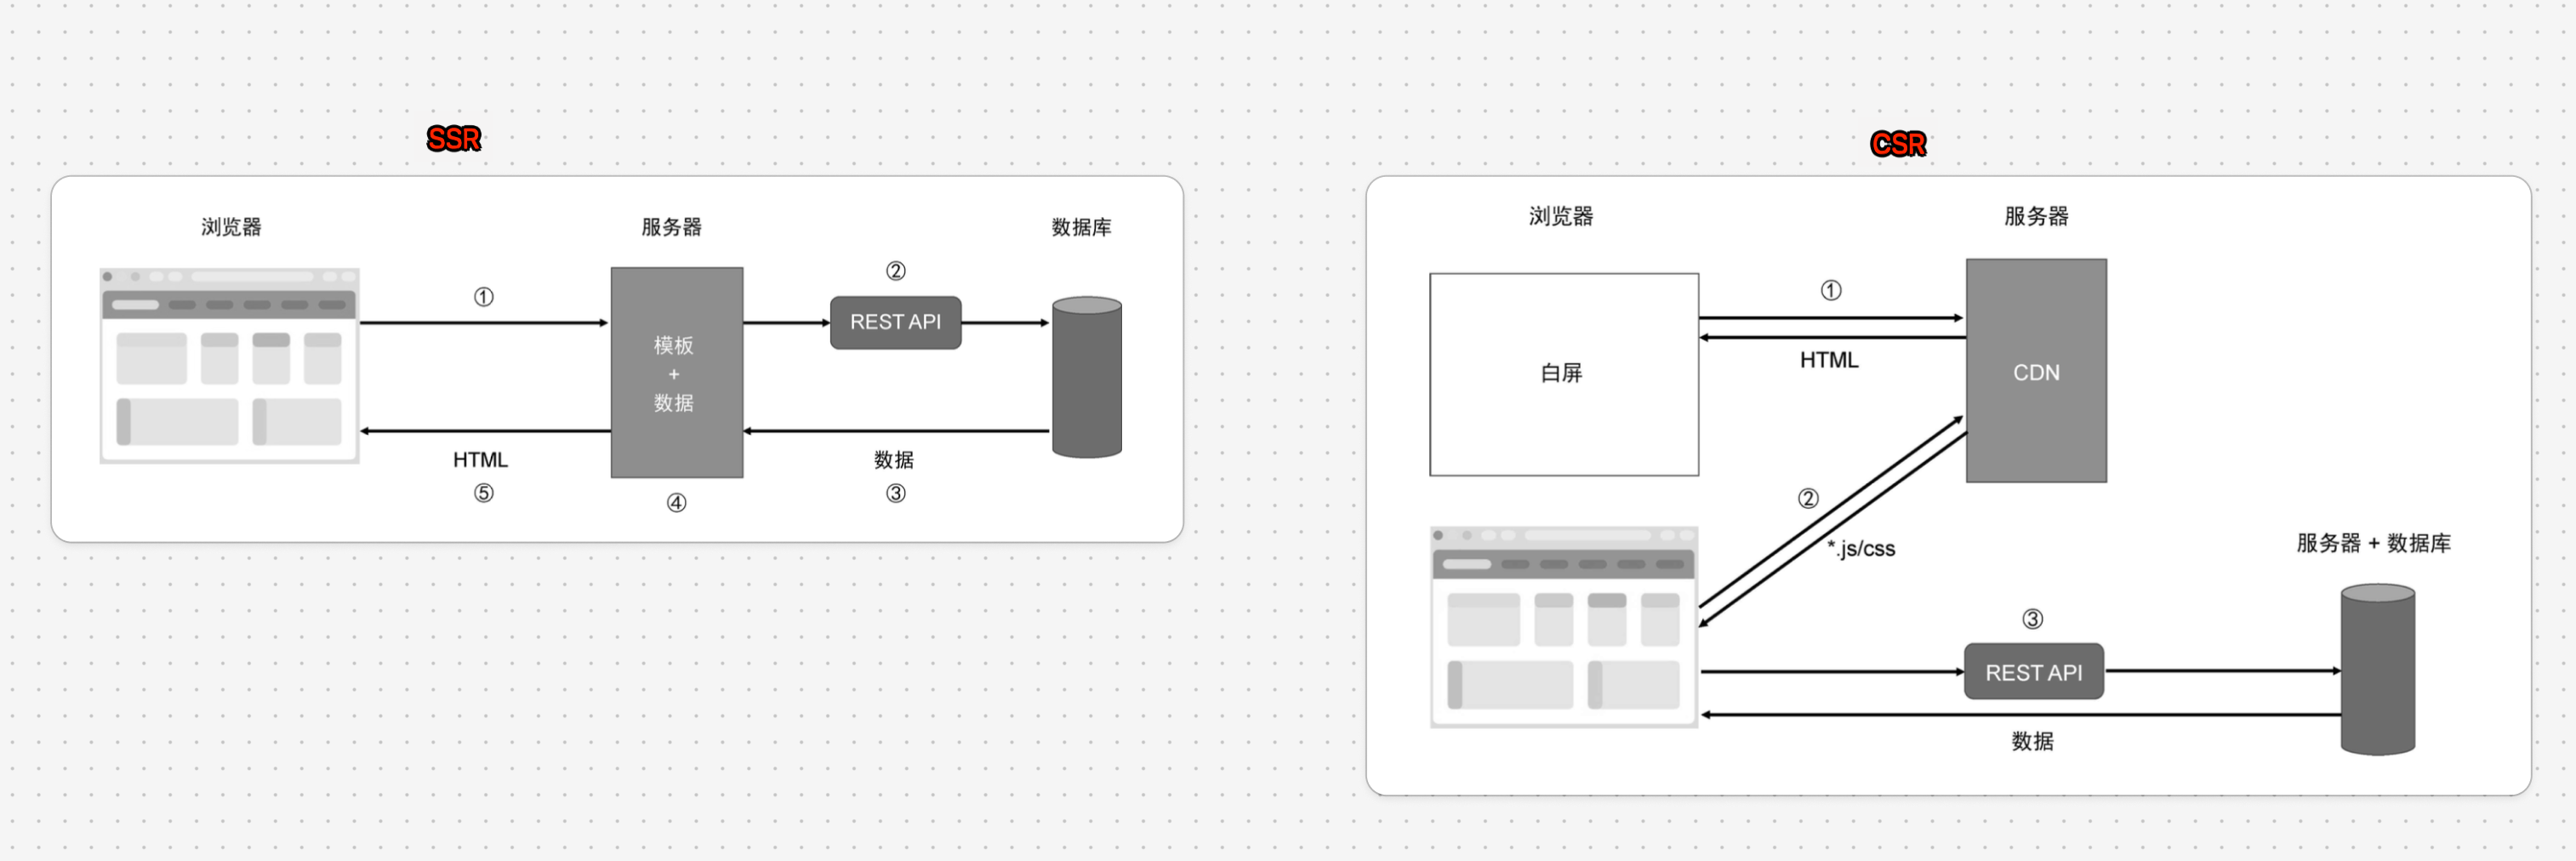 SSR
浏览器
服务器
数据库
①
②
REST API
模板
+
数据
HTML
⑤
④
数据
③
CSR
浏览器
服务器
白屏
①
HTML
CDN
②
*.js/css
服务器 + 数据库
③
REST API
数据